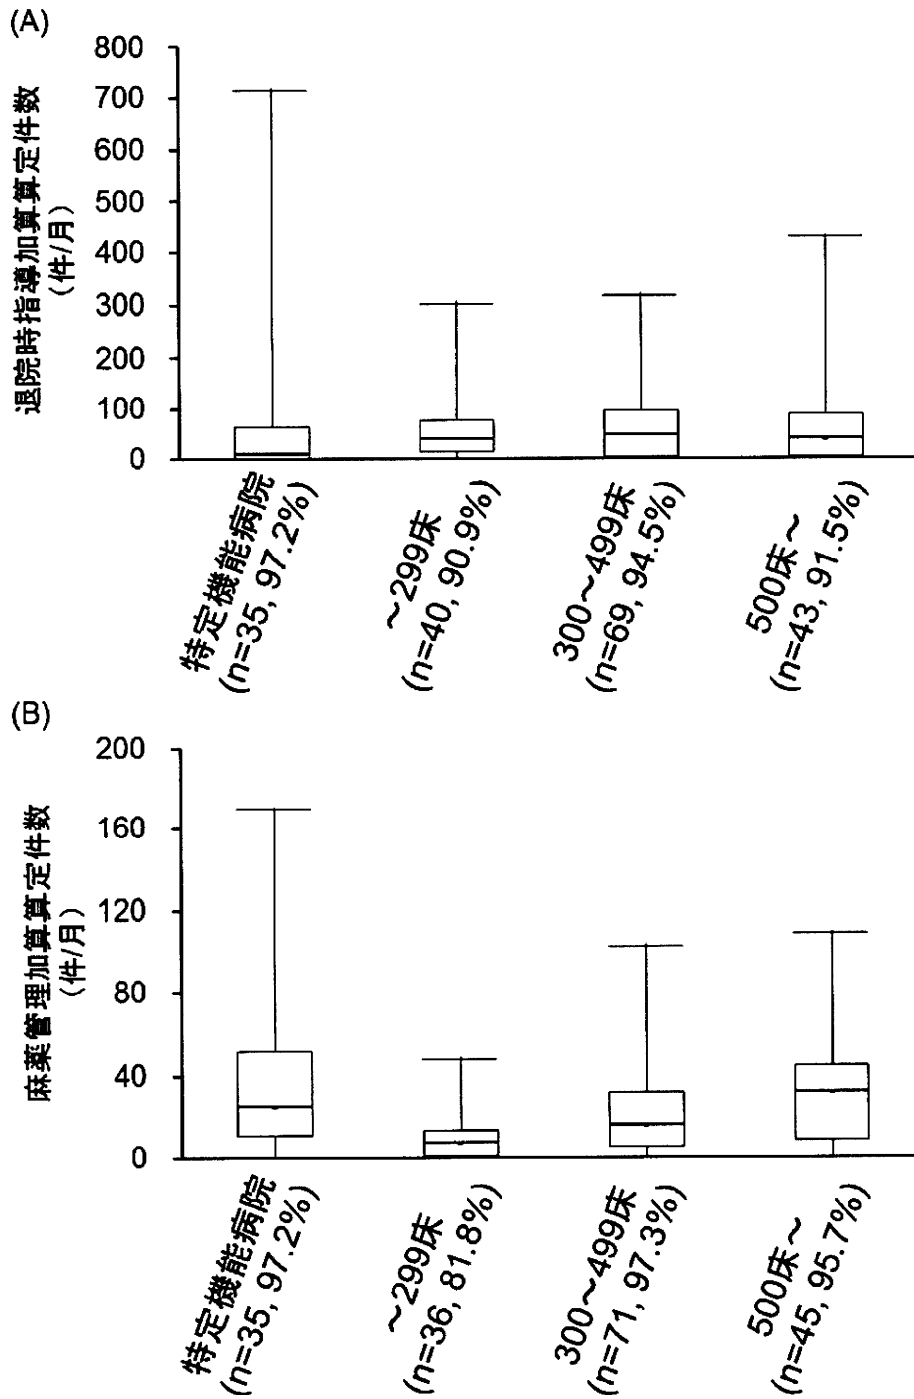 (A)
退院時指導加算算定件数
（件/月）
800
700
600
500
400
300
200
100
0
特定機能病院
(n=35, 97.2%)
～299床
(n=40, 90.9%)
300～499床
(n=69, 94.5%)
500床～
(n=43, 91.5%)
(B)
麻薬管理加算算定件数
（件/月）
200
160
120
80
40
0
特定機能病院
(n=35, 97.2%)
～299床
(n=36, 81.8%)
300～499床
(n=71, 97.3%)
500床～
(n=45, 95.7%)